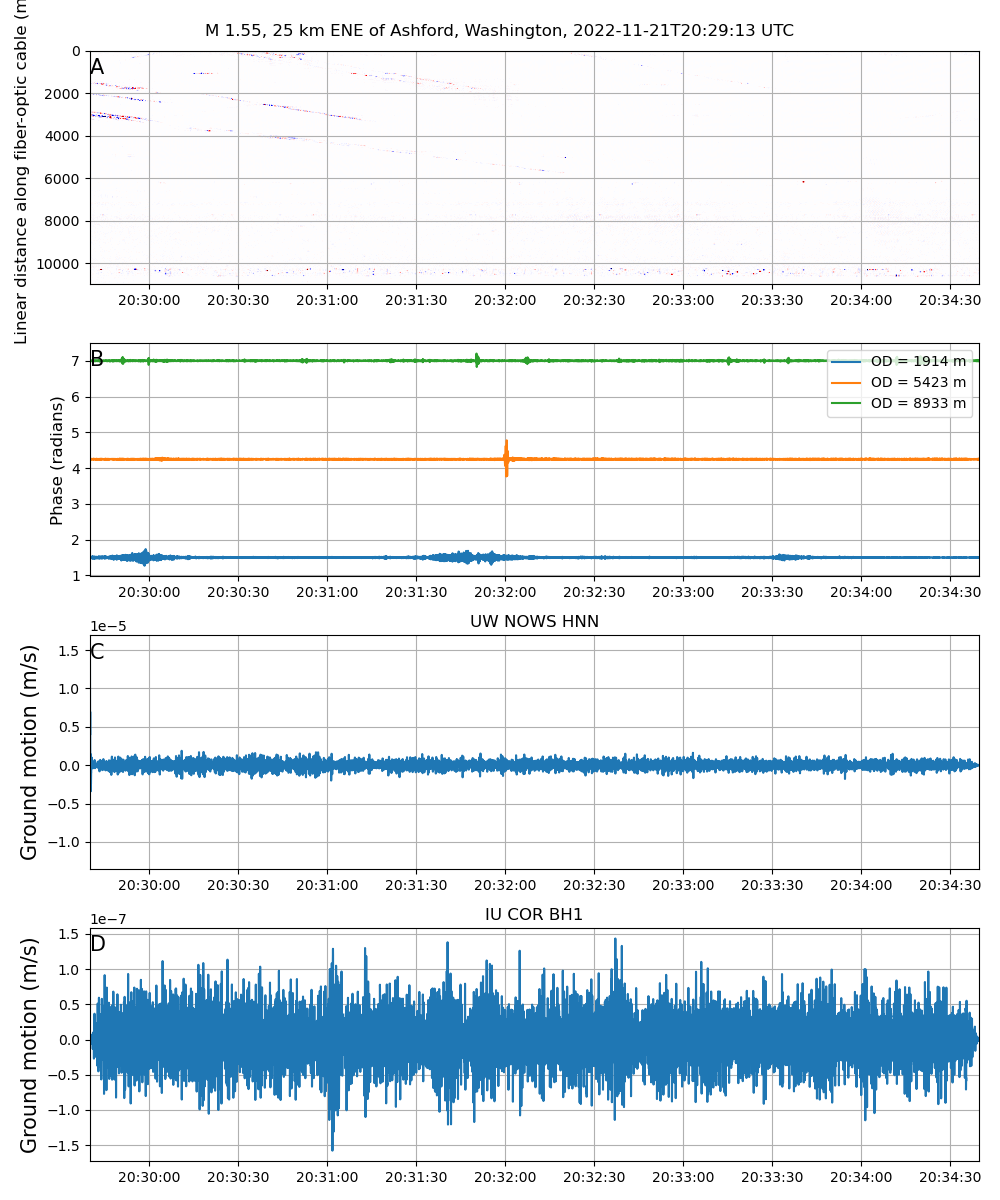 M 1.55, 25 km ENE of Ashford, Washington, 2022-11-21T20:29:13 UTC
A
Linear distance along fiber-optic cable (m
0
2000
4000
6000
8000
10000
20:30:00 20:30:30 20:31:00 20:31:30 20:32:00 20:32:30 20:33:00 20:33:30 20:34:00 20:34:30
B
Phase (radians)
7
6
5
4
3
2
1
OD = 1914 m
OD = 5423 m
OD = 8933 m
20:30:00 20:30:30 20:31:00 20:31:30 20:32:00 20:32:30 20:33:00 20:33:30 20:34:00 20:34:30
UW NOWS HNN
1e−5
C
Ground motion (m/s)
1.5
1.0
0.5
0.0
−0.5
−1.0
20:30:00 20:30:30 20:31:00 20:31:30 20:32:00 20:32:30 20:33:00 20:33:30 20:34:00 20:34:30
IU COR BH1
1e−7
D
Ground motion (m/s)
1.5
1.0
0.5
0.0
−0.5
−1.0
−1.5
20:30:00 20:30:30 20:31:00 20:31:30 20:32:00 20:32:30 20:33:00 20:33:30 20:34:00 20:34:30